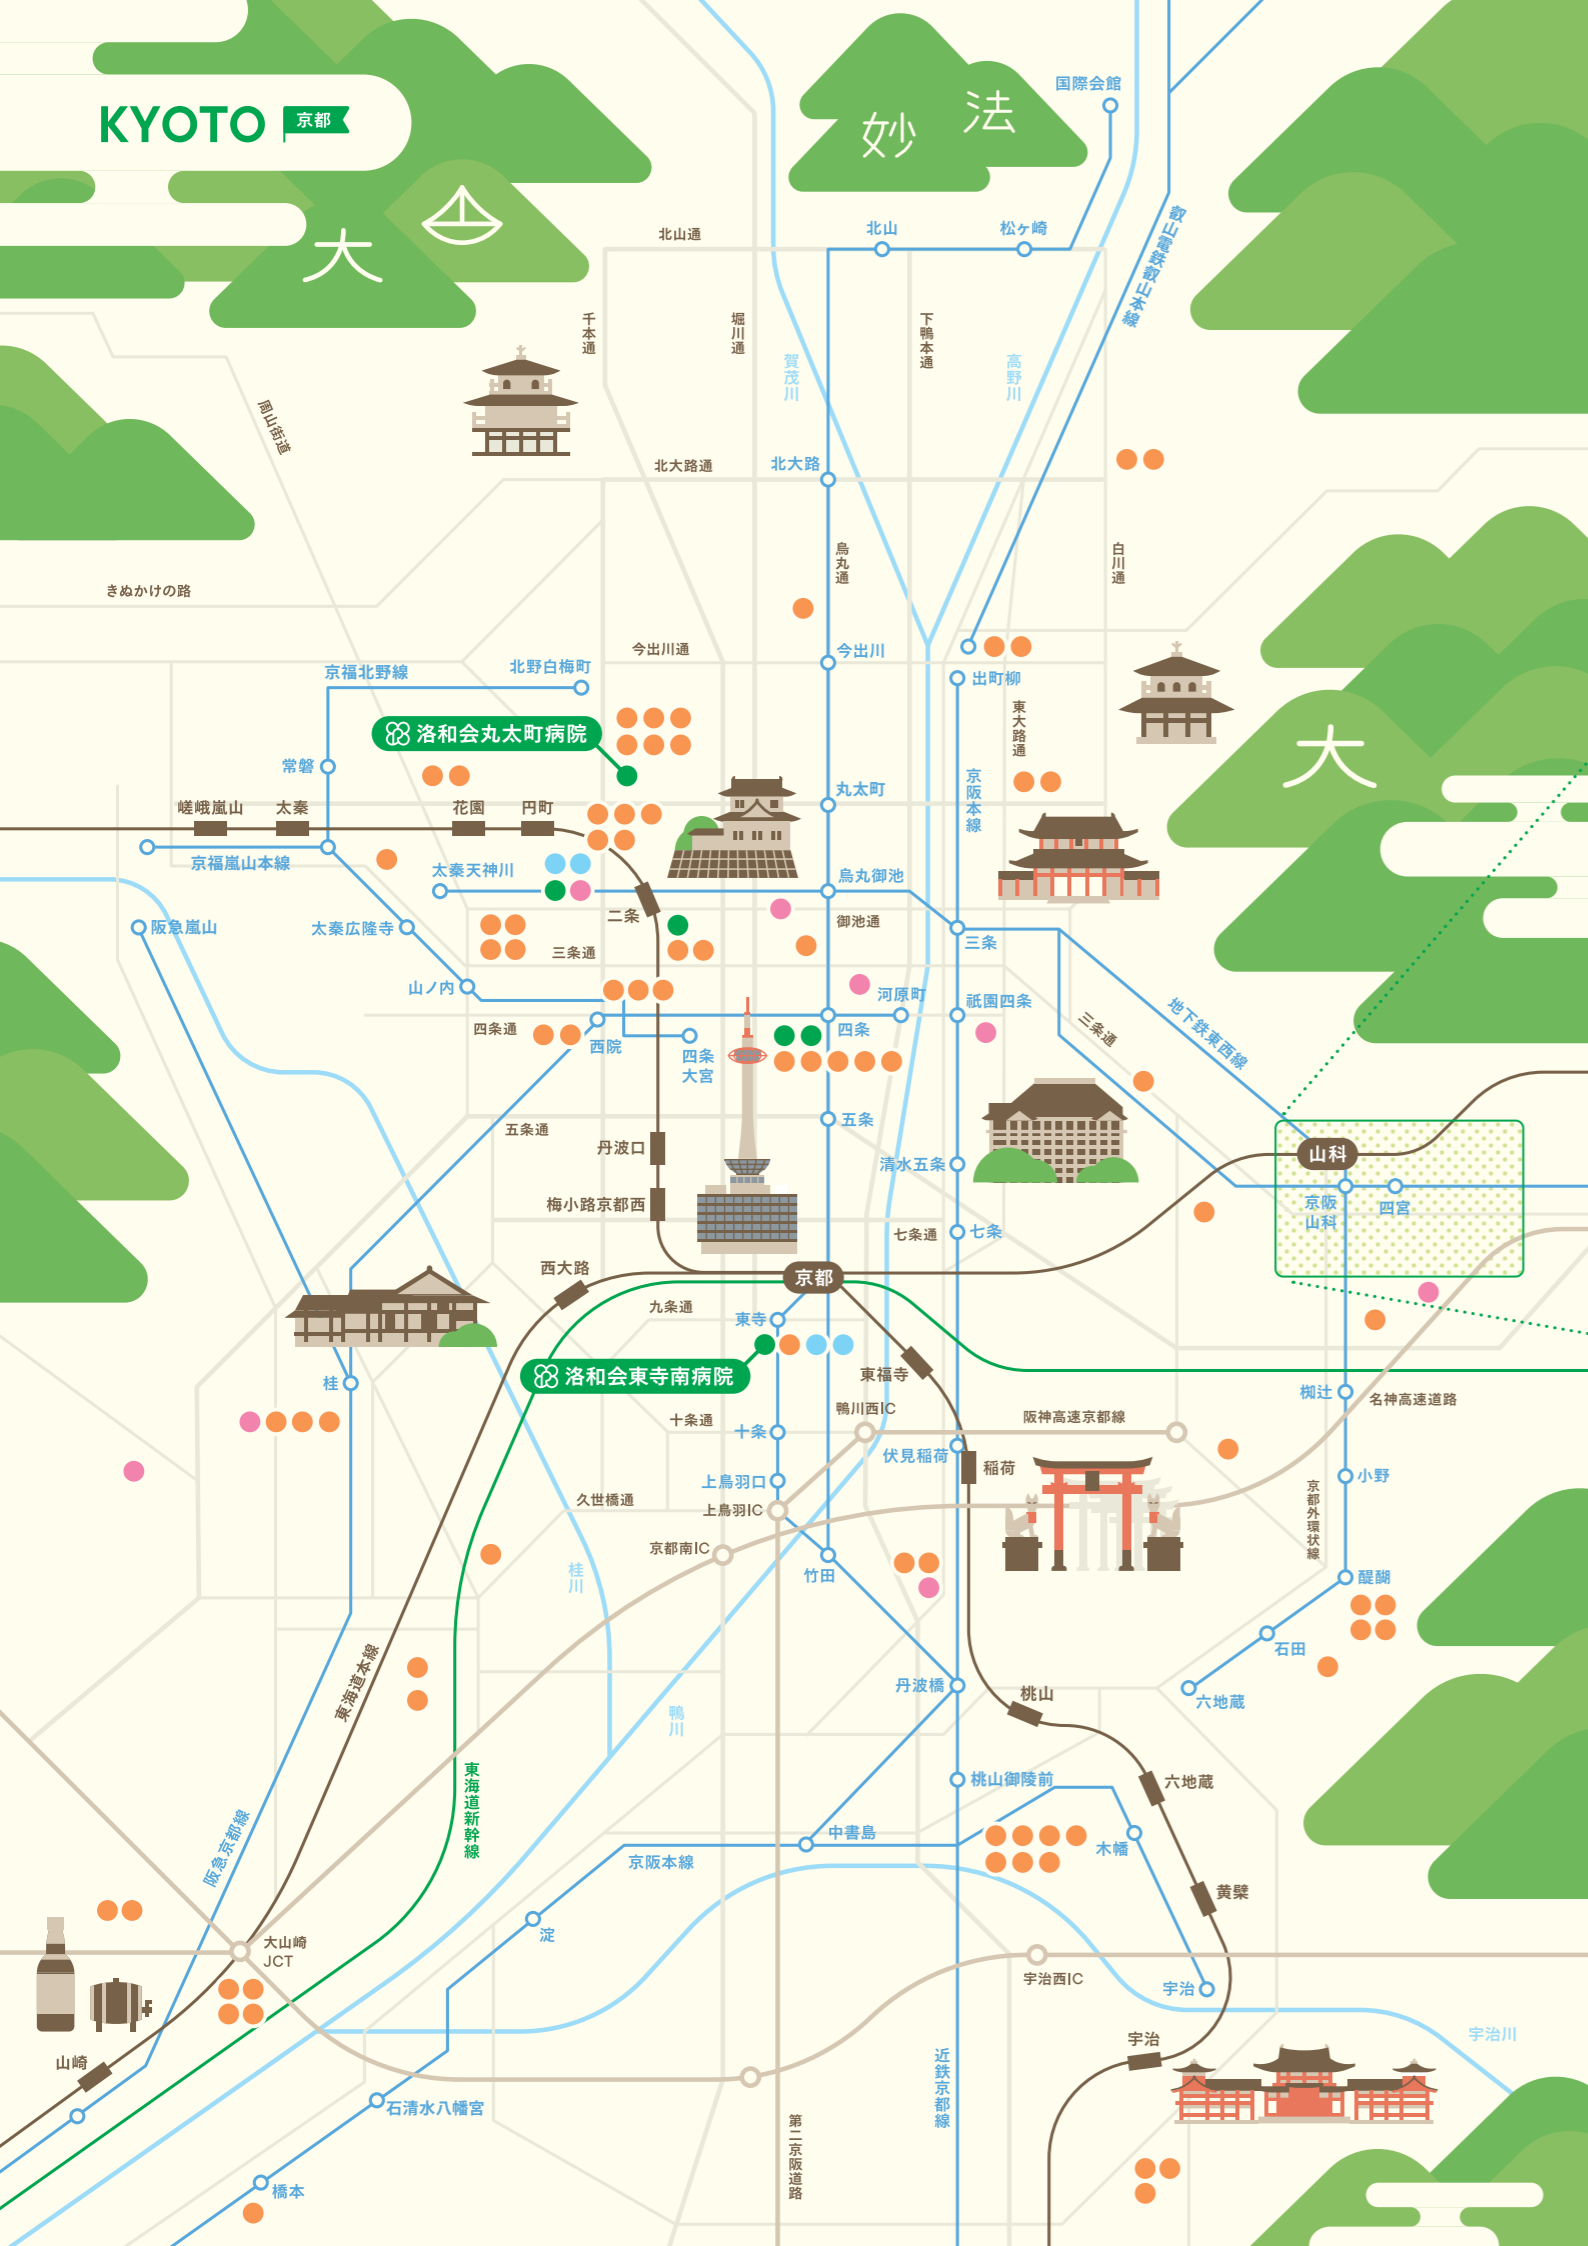 KYOTO
京都
妙
法
国際会館
大
叡山電鉄叡山本線
北山通
北山
松ヶ崎
千本通
堀川通
賀茂川
下鴨本通
高野川
周山街道
北大路通
北大路
烏丸通
白川通
きぬかけの路
今出川通
今出川
京福北野線
北野白梅町
出町柳
東大路通
洛和会丸太町病院
大
常磐
嵯峨嵐山
太秦
花園
円町
丸太町
京阪本線
京福嵐山本線
太秦天神川
烏丸御池
阪急嵐山
太秦広隆寺
二条
御池通
三条通
三条
山ノ内
河原町
祇園四条
四条通
西院
四条
大宮
四条
三条通
地下鉄東西線
五条通
五条
丹波口
清水五条
山科
梅小路京都西
京阪
山科
四宮
七条通
七条
西大路
京都
九条通
東寺
洛和会東寺南病院
東福寺
桂
椥辻
名神高速道路
鴨川西IC
十条通
十条
阪神高速京都線
伏見稲荷
稲荷
上鳥羽口
小野
久世橋通
上鳥羽IC
京都外環状線
京都南IC
桂川
竹田
醍醐
石田
東海道本線
丹波橋
桃山
六地蔵
鴨川
東海道新幹線
桃山御陵前
六地蔵
阪急京都線
中書島
木幡
京阪本線
黄檗
淀
大山崎
JCT
宇治西IC
宇治
宇治川
山崎
宇治
近鉄京都線
石清水八幡宮
第二京阪道路
橋本